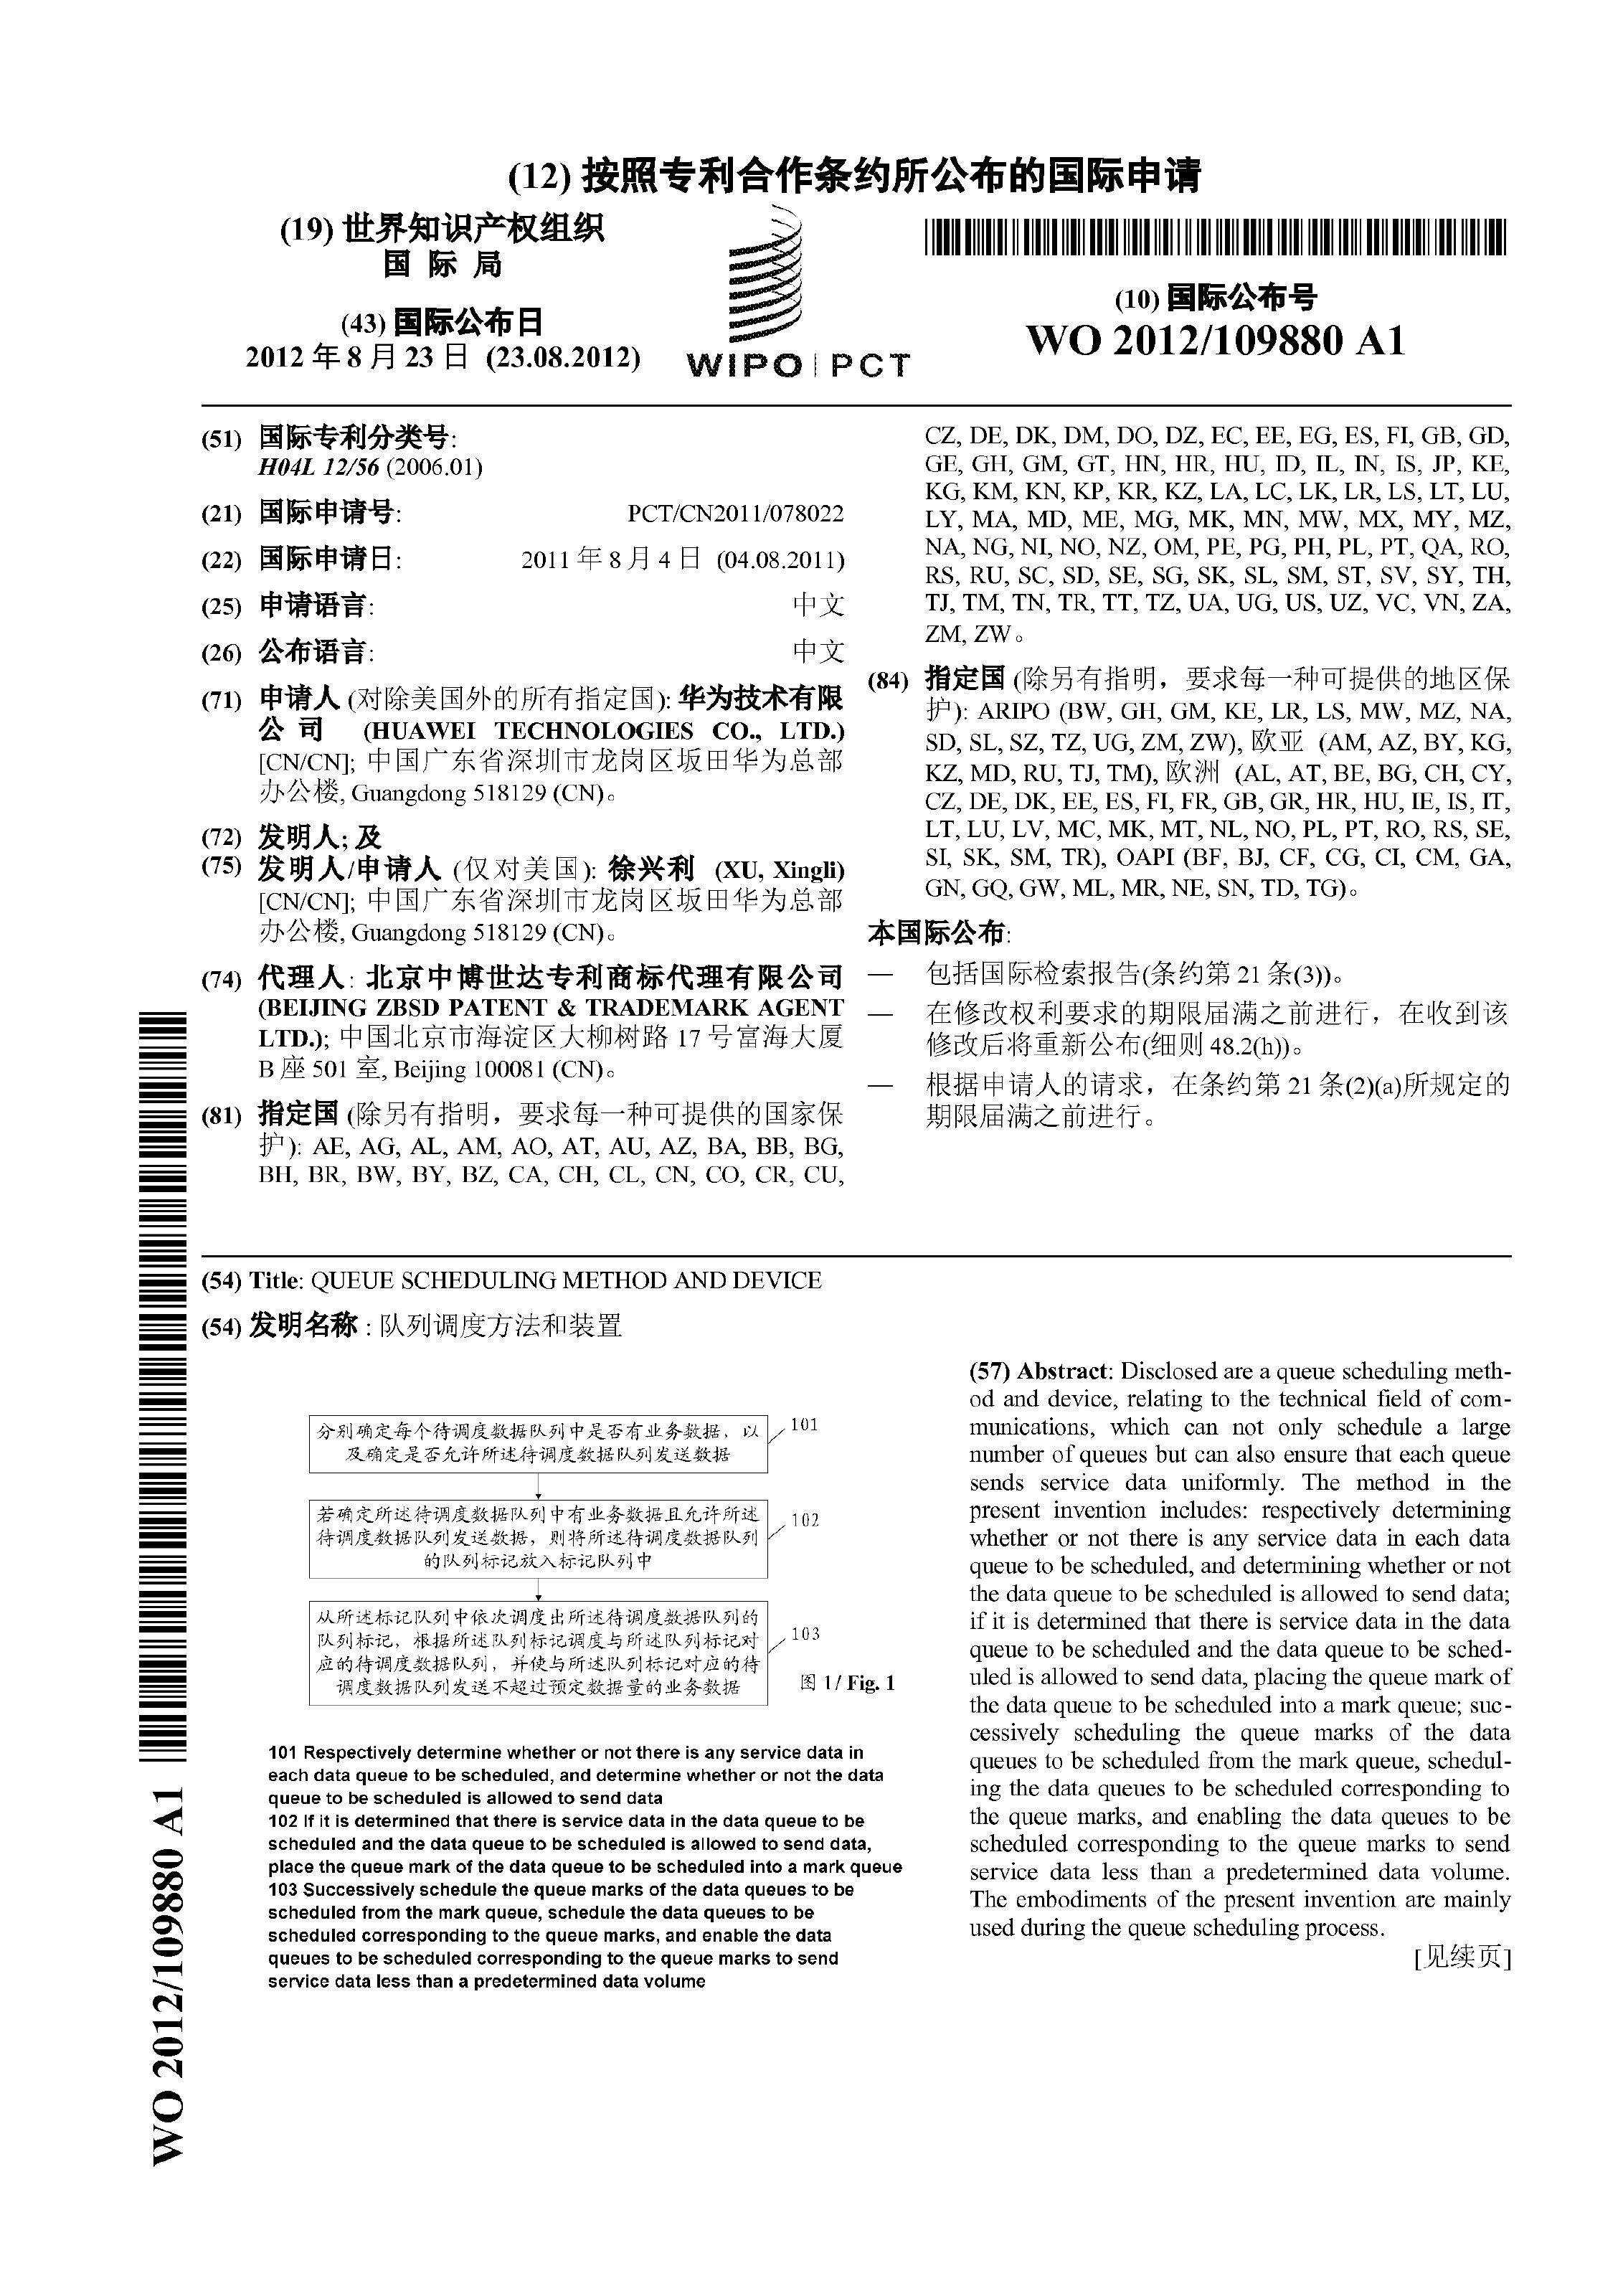 (12) 按照专利合作条约所公布的国际申请
(19) 世界知识产权组织
国 际 局
(43) 国际公布日
2012 年 8 月 23 日 (23.08.2012)
WIPO | PCT
(10) 国际公布号
WO 2012/109880 A1
(51) 国际专利分类号:
H04L 12/56 (2006.01)
(21) 国际申请号: PCT/CN2011/078022
(22) 国际申请日: 2011 年 8 月 4 日 (04.08.2011)
(25) 申请语言: 中文
(26) 公布语言: 中文
(71) 申请人 (对除美国外的所有指定国): 华为技术有限
公司 (HUAWEI TECHNOLOGIES CO., LTD.)
[CN/CN]; 中国广东省深圳市龙岗区坂田华为总部
办公楼, Guangdong 518129 (CN)。
(72) 发明人; 及
(75) 发明人/申请人 (仅对美国): 徐兴利 (XU, Xingli)
[CN/CN]; 中国广东省深圳市龙岗区坂田华为总部
办公楼, Guangdong 518129 (CN)。
(74) 代理人: 北京中博世达专利商标代理有限公司
(BEIJING ZBSD PATENT & TRADEMARK AGENT
LTD.); 中国北京市海淀区大柳树路 17 号富海大厦
B 座 501 室, Beijing 100081 (CN)。
(81) 指定国 (除另有指明，要求每一种可提供的国家保
护): AE, AG, AL, AM, AO, AT, AU, AZ, BA, BB, BG,
BH, BR, BW, BY, BZ, CA, CH, CL, CN, CO, CR, CU,
CZ, DE, DK, DM, DO, DZ, EC, EE, EG, ES, FI, GB, GD,
GE, GH, GM, GT, HN, HR, HU, ID, IL, IN, IS, JP, KE,
KG, KM, KN, KP, KR, KZ, LA, LC, LK, LR, LS, LT, LU,
LY, MA, MD, ME, MG, MK, MN, MW, MX, MY, MZ,
NA, NG, NI, NO, NZ, OM, PE, PG, PH, PL, PT, QA, RO,
RS, RU, SC, SD, SE, SG, SK, SL, SM, ST, SV, SY, TH,
TJ, TM, TN, TR, TT, TZ, UA, UG, US, UZ, VC, VN, ZA,
ZM, ZW。
(84) 指定国 (除另有指明，要求每一种可提供的地区保
护): ARIPO (BW, GH, GM, KE, LR, LS, MW, MZ, NA,
SD, SL, SZ, TZ, UG, ZM, ZW), 欧亚 (AM, AZ, BY, KG,
KZ, MD, RU, TJ, TM), 欧洲 (AL, AT, BE, BG, CH, CY,
CZ, DE, DK, EE, ES, FI, FR, GB, GR, HR, HU, IE, IS, IT,
LT, LU, LV, MC, MK, MT, NL, NO, PL, PT, RO, RS, SE,
SI, SK, SM, TR), OAPI (BF, BJ, CF, CG, CI, CM, GA,
GN, GQ, GW, ML, MR, NE, SN, TD, TG)。
本国际公布:
— 包括国际检索报告(条约第 21 条(3))。
— 在修改权利要求的期限届满之前进行，在收到该
修改后将重新公布(细则 48.2(h))。
— 根据申请人的请求，在条约第 21 条(2)(a)所规定的
期限届满之前进行。
(54) Title: QUEUE SCHEDULING METHOD AND DEVICE
(54) 发明名称 : 队列调度方法和装置
分别确定每个待调度数据队列中是否有业务数据，以
及确定是否允许所述待调度数据队列发送数据
101
若确定所述待调度数据队列中有业务数据且允许所述
待调度数据队列发送数据，则将所述待调度数据队列
的队列标记放入标记队列中
102
从所述标记队列中依次调度出所述待调度数据队列的
队列标记，根据所述队列标记调度与所述队列标记对
应的待调度数据队列，并使与所述队列标记对应的待
调度数据队列发送不超过预定数据量的业务数据
103
图 1 / Fig. 1
101 Respectively determine whether or not there is any service data in
each data queue to be scheduled, and determine whether or not the data
queue to be scheduled is allowed to send data
102 If it is determined that there is service data in the data queue to be
scheduled and the data queue to be scheduled is allowed to send data,
place the queue mark of the data queue to be scheduled into a mark queue
103 Successively schedule the queue marks of the data queues to be
scheduled from the mark queue, schedule the data queues to be
scheduled corresponding to the queue marks, and enable the data
queues to be scheduled corresponding to the queue marks to send
service data less than a predetermined data volume
(57) Abstract: Disclosed are a queue scheduling meth-
od and device, relating to the technical field of com-
munications, which can not only schedule a large
number of queues but can also ensure that each queue
sends service data uniformly. The method in the
present invention includes: respectively determining
whether or not there is any service data in each data
queue to be scheduled, and determining whether or not
the data queue to be scheduled is allowed to send data;
if it is determined that there is service data in the data
queue to be scheduled and the data queue to be sched-
uled is allowed to send data, placing the queue mark of
the data queue to be scheduled into a mark queue; suc-
cessively scheduling the queue marks of the data
queues to be scheduled from the mark queue, schedul-
ing the data queues to be scheduled corresponding to
the queue marks, and enabling the data queues to be
scheduled corresponding to the queue marks to send
service data less than a predetermined data volume.
The embodiments of the present invention are mainly
used during the queue scheduling process.
[见续页]
WO 2012/109880 A1